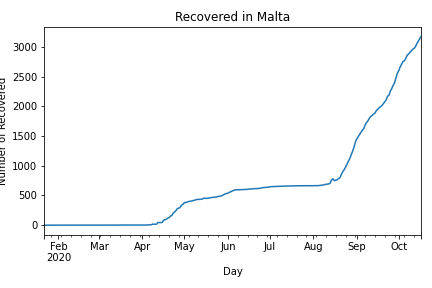 Recovered in Malta
Number of Recovered
3000
2500
2000
1500
1000
500
0
Feb Mar Apr May Jun Jul Aug Sep Oct
2020
Day